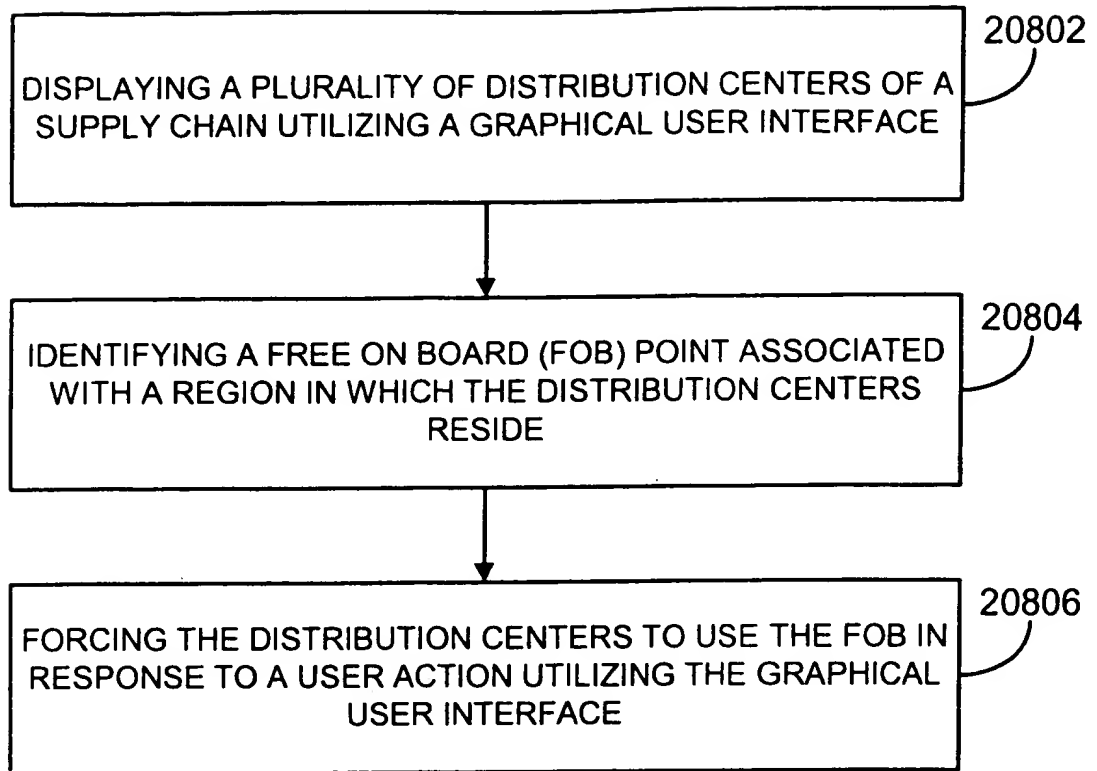 20802
DISPLAYING A PLURALITY OF DISTRIBUTION CENTERS OF A
SUPPLY CHAIN UTILIZING A GRAPHICAL USER INTERFACE
20804
IDENTIFYING A FREE ON BOARD (FOB) POINT ASSOCIATED
WITH A REGION IN WHICH THE DISTRIBUTION CENTERS
RESIDE
20806
FORCING THE DISTRIBUTION CENTERS TO USE THE FOB IN
RESPONSE TO A USER ACTION UTILIZING THE GRAPHICAL
USER INTERFACE